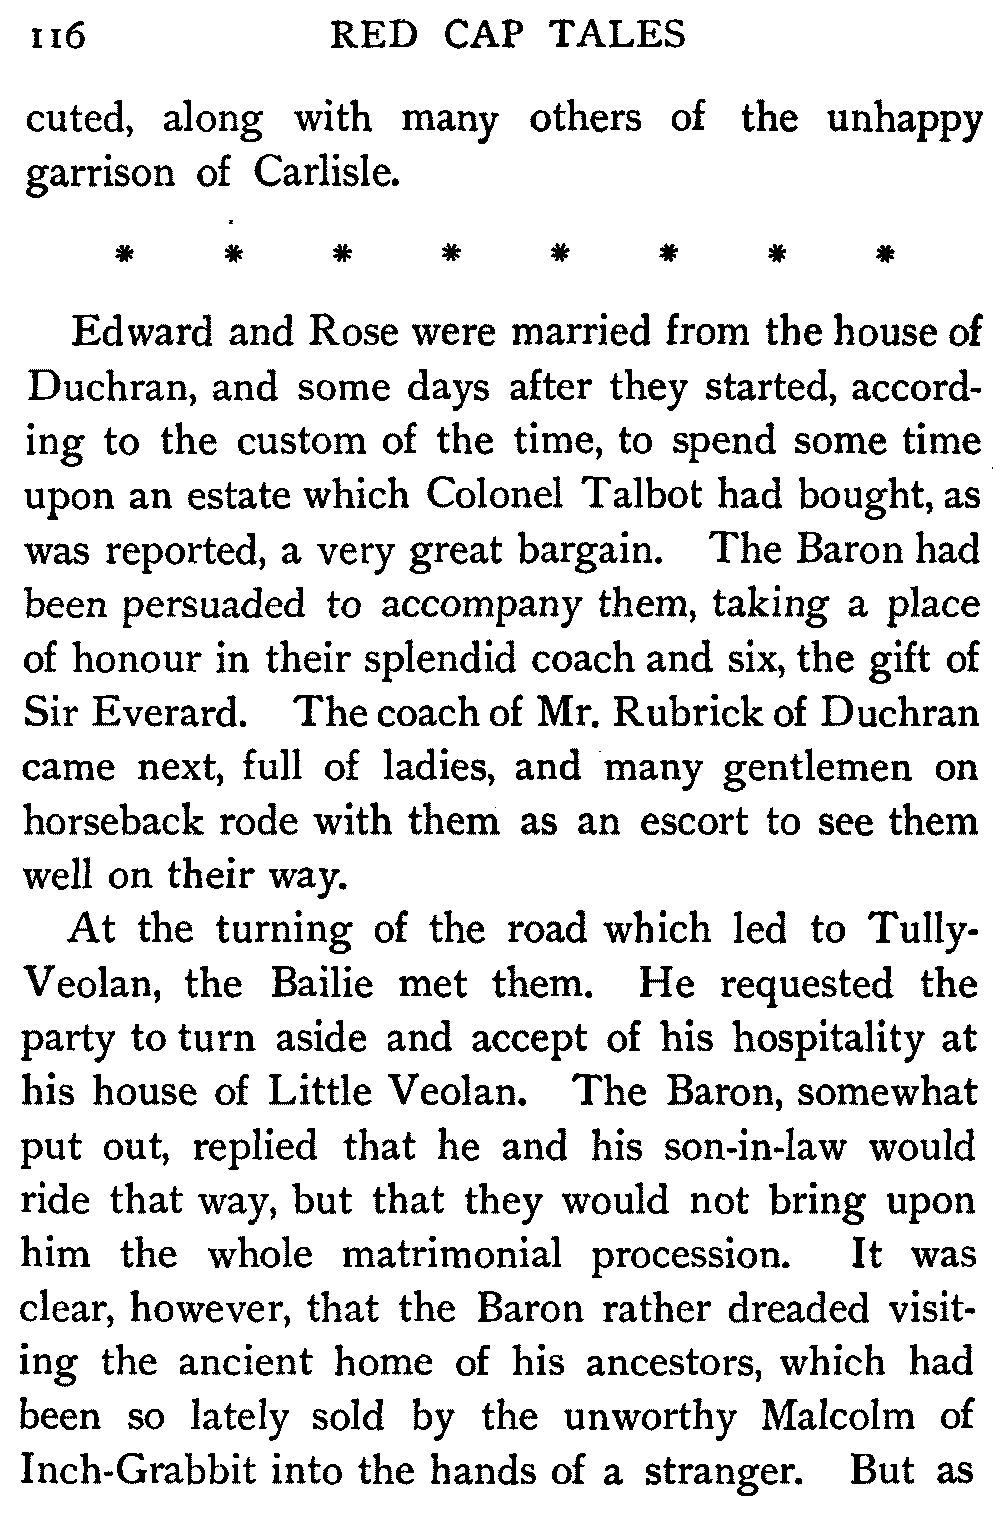 116 RED CAP TALES
cuted, along with many others of the unhappy
garrison of Carlisle.
* * * * * * * *
Edward and Rose were married from the house of
Duchran, and some days after they started, accord-
ing to the custom of the time, to spend some time
upon an estate which Colonel Talbot had bought, as
was reported, a very great bargain. The Baron had
been persuaded to accompany them, taking a place
of honour in their splendid coach and six, the gift of
Sir Everard. The coach of Mr. Rubrick of Duchran
came next, full of ladies, and many gentlemen on
horseback rode with them as an escort to see them
well on their way.
At the turning of the road which led to Tully-
Veolan, the Bailie met them. He requested the
party to turn aside and accept of his hospitality at
his house of Little Veolan. The Baron, somewhat
put out, replied that he and his son-in-law would
ride that way, but that they would not bring upon
him the whole matrimonial procession. It was
clear, however, that the Baron rather dreaded visit-
ing the ancient home of his ancestors, which had
been so lately sold by the unworthy Malcolm of
Inch-Grabbit into the hands of a stranger. But as